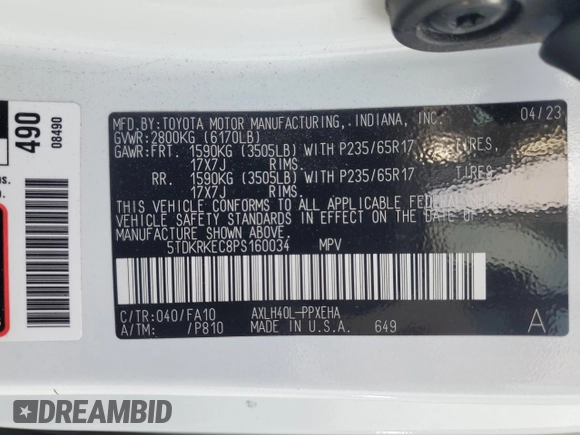 490
08490
ns.
e.
MFD.BY:TOYOTA MOTOR MANUFACTURING, INDIANA, INC. 04/23
GVWR:2800KG (6170LB)
GAWR:FRT. 1590KG (3505LB) WITH P235/65R17 TIRES,
17X7J RIMS.
RR. 1590KG (3505LB) WITH P235/65R17 TIRES,
17X7J RIMS.
THIS VEHICLE CONFORMS TO ALL APPLICABLE FEDERAL MOTOR
VEHICLE SAFETY STANDARDS IN EFFECT ON THE DATE OF
MANUFACTURE SHOWN ABOVE.
5TDKRKEC8PS160034 MPV
C/TR:040/FA10 AXLH40L-PPXEHA
A/TM: /P810 MADE IN U.S.A. 649 A
DREAMBID